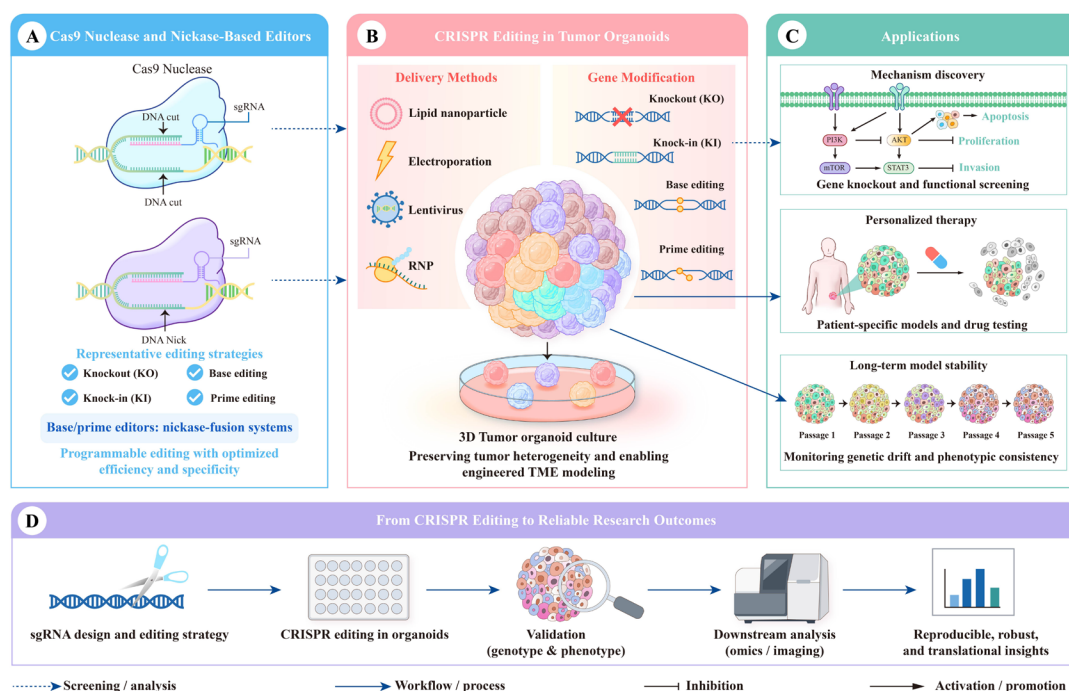 A
Cas9 Nuclease and Nickase-Based Editors
Cas9 Nuclease
sgRNA
DNA cut
DNA cut
sgRNA
DNA Nick
Representative editing strategies
Knockout (KO)
Base editing
Knock-in (KI)
Prime editing
Base/prime editors: nickase-fusion systems
Programmable editing with optimized
efficiency and specificity
B
CRISPR Editing in Tumor Organoids
Delivery Methods
Lipid nanoparticle
Electroporation
Lentivirus
RNP
Gene Modification
Knockout (KO)
Knock-in (KI)
Base editing
Prime editing
3D Tumor organoid culture
Preserving tumor heterogeneity and enabling
engineered TME modeling
C
Applications
Mechanism discovery
PI3K
AKT
Apoptosis
Proliferation
mTOR
STAT3
Invasion
Gene knockout and functional screening
Personalized therapy
Patient-specific models and drug testing
Long-term model stability
Passage 1
Passage 2
Passage 3
Passage 4
Passage 5
Monitoring genetic drift and phenotypic consistency
D
From CRISPR Editing to Reliable Research Outcomes
sgRNA design and editing strategy
CRISPR editing in organoids
Validation
(genotype & phenotype)
Downstream analysis
(omics / imaging)
Reproducible, robust,
and translational insights
Screening / analysis
Workflow / process
Inhibition
Activation / promotion